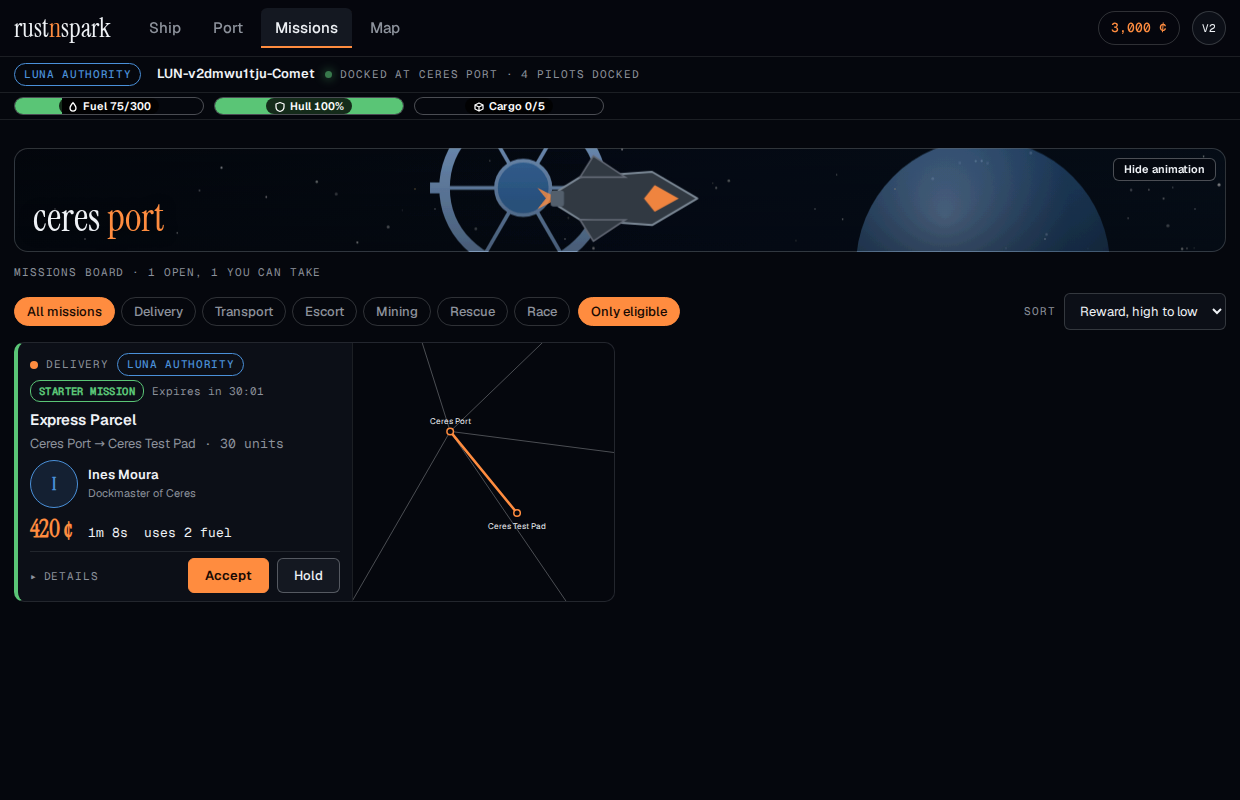 rustnspark Ship Port Missions Map 3,000 ¢ V2
LUNA AUTHORITY LUN-v2dmwu1tju-Comet DOCKED AT CERES PORT · 4 PILOTS DOCKED
Fuel 75/300 Hull 100% Cargo 0/5
Hide animation
ceres port
MISSIONS BOARD · 1 OPEN, 1 YOU CAN TAKE
All missions Delivery Transport Escort Mining Rescue Race Only eligible SORT Reward, high to low
DELIVERY LUNA AUTHORITY
STARTER MISSION Expires in 30:01
Express Parcel
Ceres Port → Ceres Test Pad · 30 units
I Ines Moura
Dockmaster of Ceres
420 ¢ 1m 8s uses 2 fuel
▸ DETAILS Accept Hold
Ceres Port
Ceres Test Pad